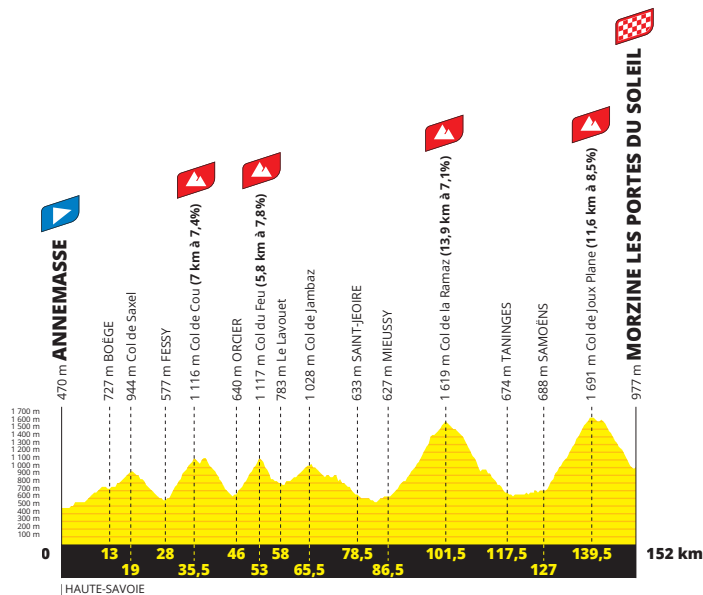 470 m ANNEMASSE
727 m BOËGE
944 m Col de Saxel
577 m FESSY
1 116 m Col de Cou (7 km à 7,4%)
640 m ORCIER
1 117 m Col du Feu (5,8 km à 7,8%)
783 m Le Lavouet
1 028 m Col de Jambaz
633 m SAINT-JEOIRE
627 m MIEUSSY
1 619 m Col de la Ramaz (13,9 km à 7,1%)
674 m TANINGES
688 m SAMOËNS
1 691 m Col de Joux Plane (11,6 km à 8,5%)
977 m MORZINE LES PORTES DU SOLEIL
1 700 m
1 600 m
1 500 m
1 400 m
1 300 m
1 200 m
1 100 m
1 000 m
900 m
800 m
700 m
600 m
500 m
400 m
300 m
200 m
100 m
0 13 28 46 58 78,5 101,5 117,5 139,5 152 km
19 35,5 53 65,5 86,5 127
HAUTE-SAVOIE